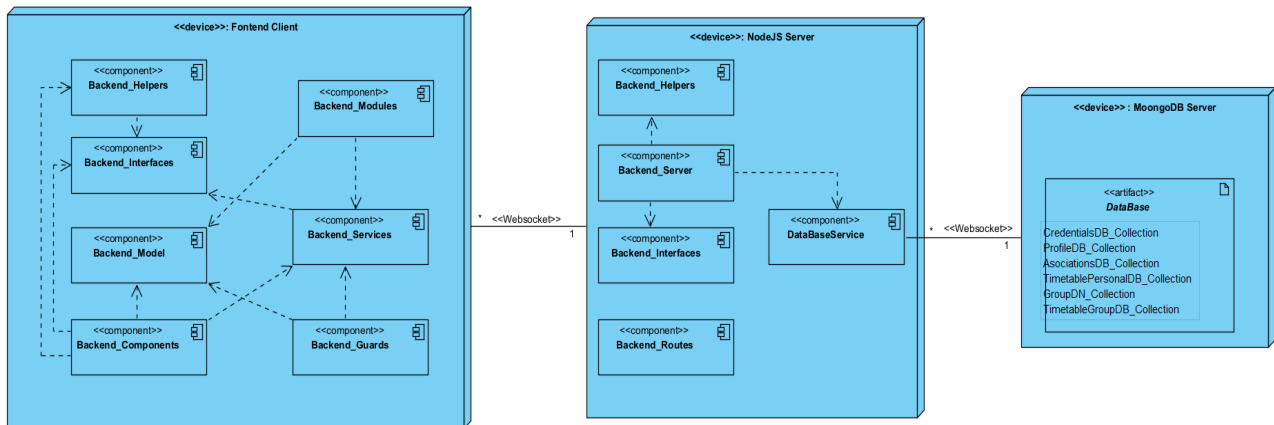 <<device>>: Fontend Client
<<component>>
Backend_Helpers
<<component>>
Backend_Modules
<<component>>
Backend_Interfaces
<<component>>
Backend_Services
<<component>>
Backend_Model
<<component>>
Backend_Components
<<component>>
Backend_Guards
* <<Websocket>>
1
<<device>>: NodeJS Server
<<component>>
Backend_Helpers
<<component>>
Backend_Server
<<component>>
DataBaseService
<<component>>
Backend_Interfaces
<<component>>
Backend_Routes
* <<Websocket>>
1
<<device>> : MoongoDB Server
<<artifact>>
DataBase
CredentialsDB_Collection
ProfileDB_Collection
AsociationsDB_Collection
TimetablePersonalDB_Collection
GroupDN_Collection
TimetableGroupDB_Collection